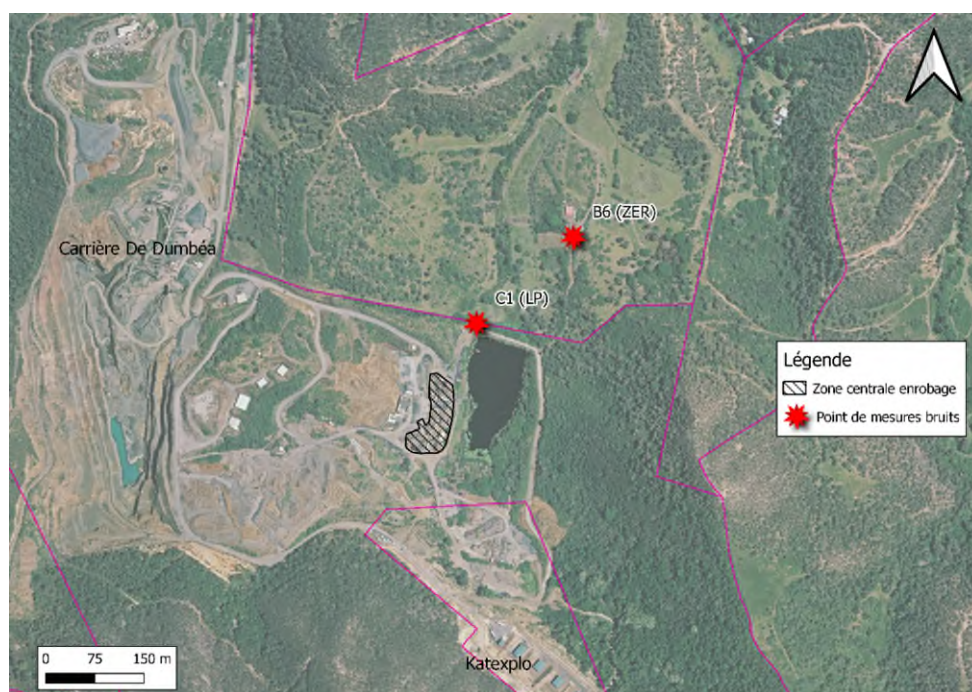 B6 (ZER)
Carrière De Dumbéa
C1 (LP)
Légende
Zone centrale enrobage
Point de mesures bruits
0 75 150 m
Katexplo